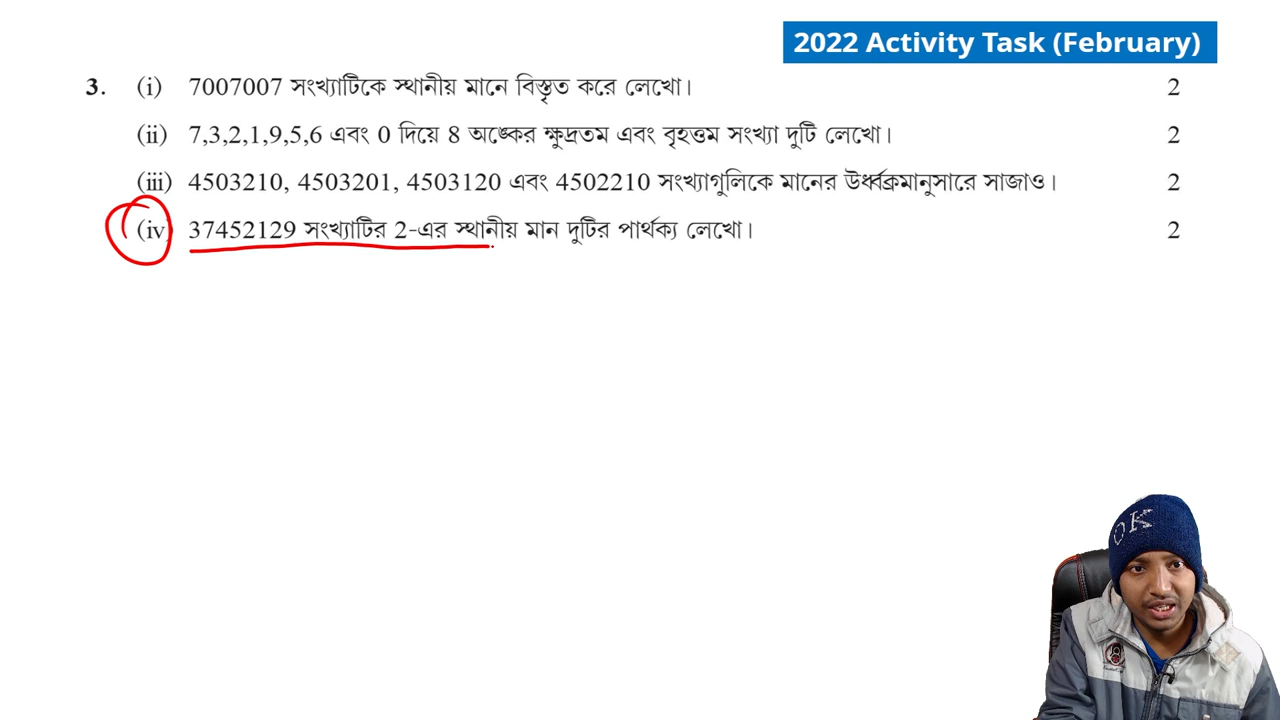 2022 Activity Task (February)
3. (i) 7007007 সংখ্যাটিকে স্থানীয় মানে বিস্তৃত করে লেখো। 2
(ii) 7,3,2,1,9,5,6 এবং 0 দিয়ে 8 অঙ্কের ক্ষুদ্রতম এবং বৃহত্তম সংখ্যা দুটি লেখো। 2
(iii) 4503210, 4503201, 4503120 এবং 4502210 সংখ্যাগুলিকে মানের উর্ধ্বক্রমানুসারে সাজাও। 2
(iv) 37452129 সংখ্যাটির 2-এর স্থানীয় মান দুটির পার্থক্য লেখো। 2
OK